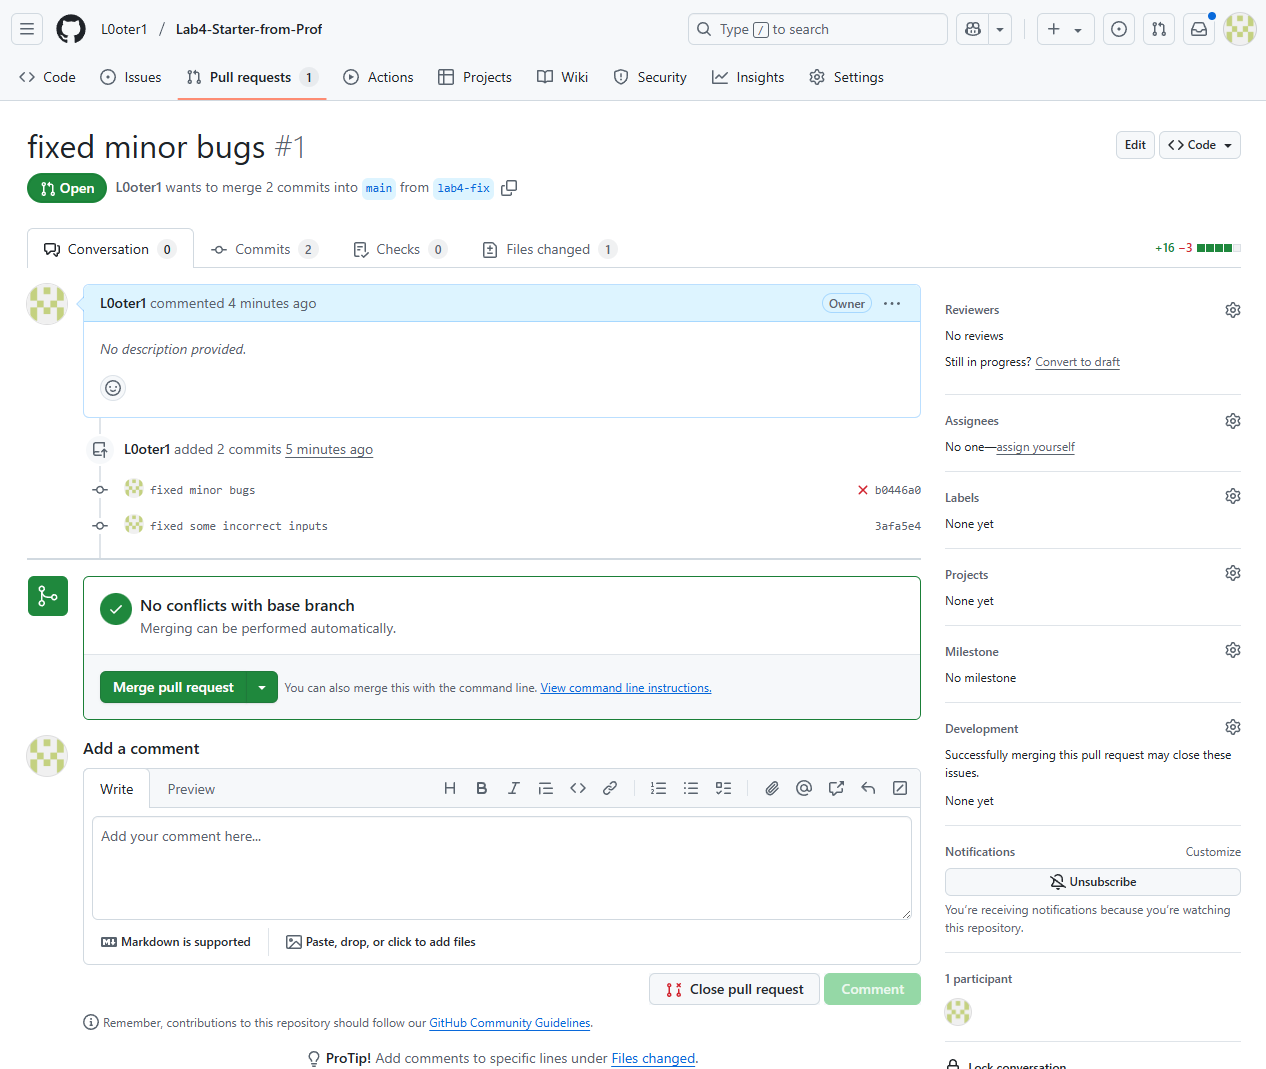 L0oter1 / Lab4-Starter-from-Prof
Type / to search
Code Issues Pull requests 1 Actions Projects Wiki Security Insights Settings
fixed minor bugs #1
Edit
Code
Open
L0oter1 wants to merge 2 commits into main from lab4-fix
Conversation 0
Commits 2
Checks 0
Files changed 1
+16 −3
L0oter1 commented 4 minutes ago
Owner
No description provided.
L0oter1 added 2 commits 5 minutes ago
fixed minor bugs
b0446a0
fixed some incorrect inputs
3afa5e4
No conflicts with base branch
Merging can be performed automatically.
Merge pull request
You can also merge this with the command line. View command line instructions.
Add a comment
Write
Preview
Add your comment here...
Markdown is supported
Paste, drop, or click to add files
Close pull request
Comment
Remember, contributions to this repository should follow our GitHub Community Guidelines.
ProTip! Add comments to specific lines under Files changed.
Reviewers
No reviews
Still in progress? Convert to draft
Assignees
No one—assign yourself
Labels
None yet
Projects
None yet
Milestone
No milestone
Development
Successfully merging this pull request may close these
issues.
None yet
Notifications
Customize
Unsubscribe
You're receiving notifications because you're watching
this repository.
1 participant
Lock conversation